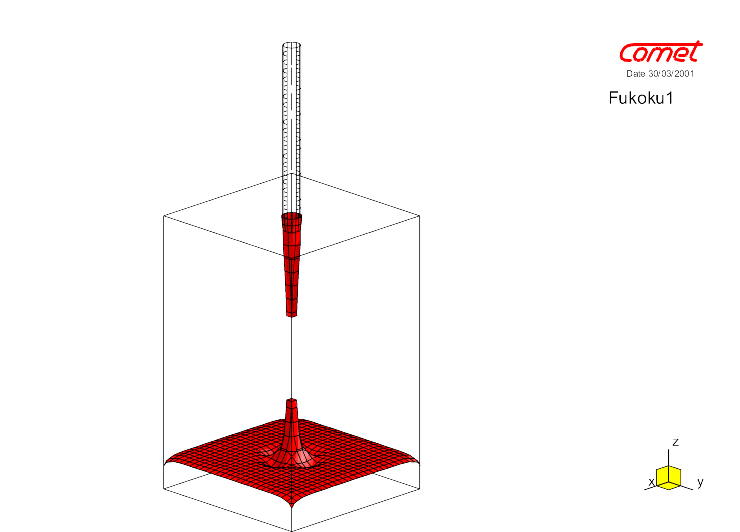 Comet
Date 30/03/2001
Fukoku1
z
x
y